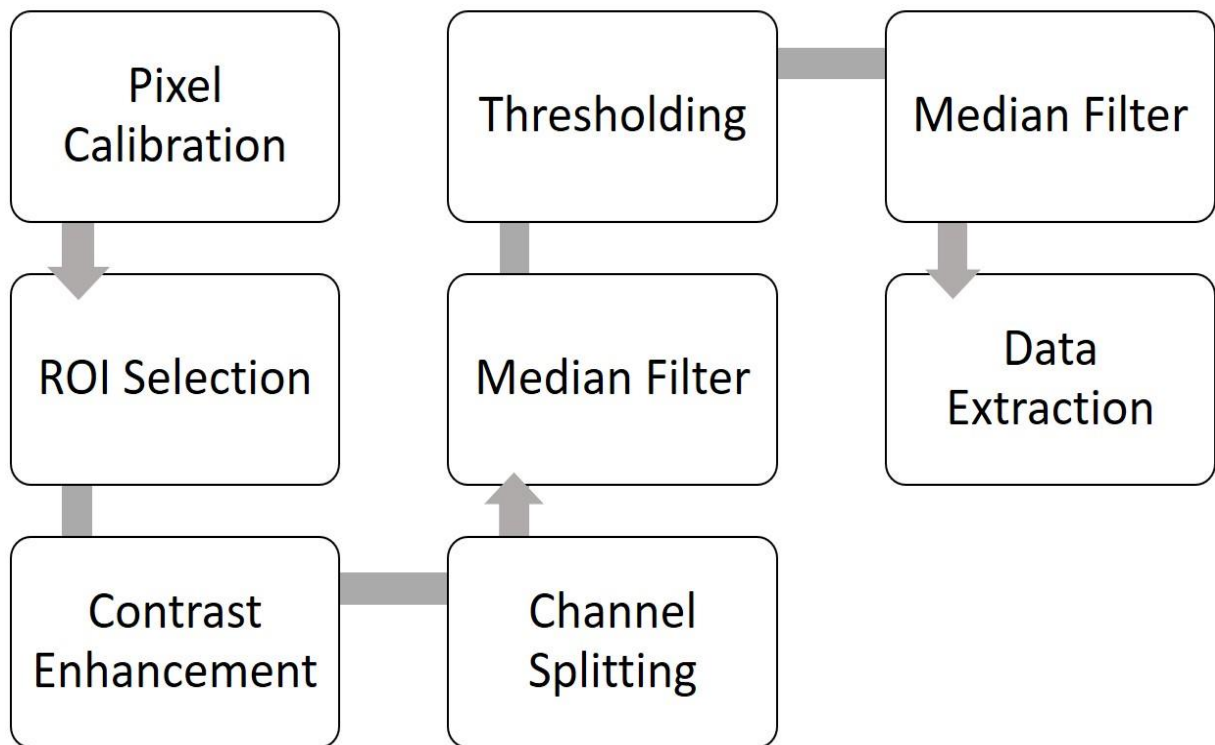 Pixel
Calibration
ROI Selection
Contrast
Enhancement
Channel
Splitting
Median Filter
Thresholding
Median Filter
Data
Extraction